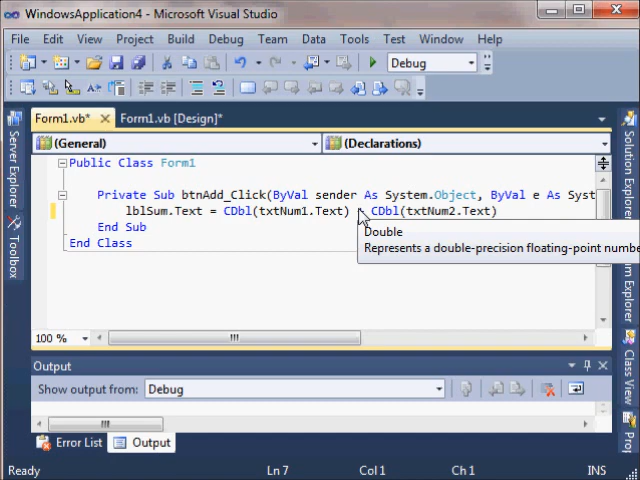 WindowsApplication4 - Microsoft Visual Studio
File Edit View Project Build Debug Team Data Tools Test Window Help
Debug
Form1.vb* Form1.vb [Design]*
(General) (Declarations)
Public Class Form1
Private Sub btnAdd_Click(ByVal sender As System.Object, ByVal e As Syst
lblSum.Text = CDbl(txtNum1.Text) + CDbl(txtNum2.Text)
End Sub
End Class
Double
Represents a double-precision floating-point numbe
100 %
Output
Show output from: Debug
Error List Output
Ready Ln 7 Col 1 Ch 1 INS
Server Explorer
Toolbox
Solution Explorer
m Explorer
Class View
Prop